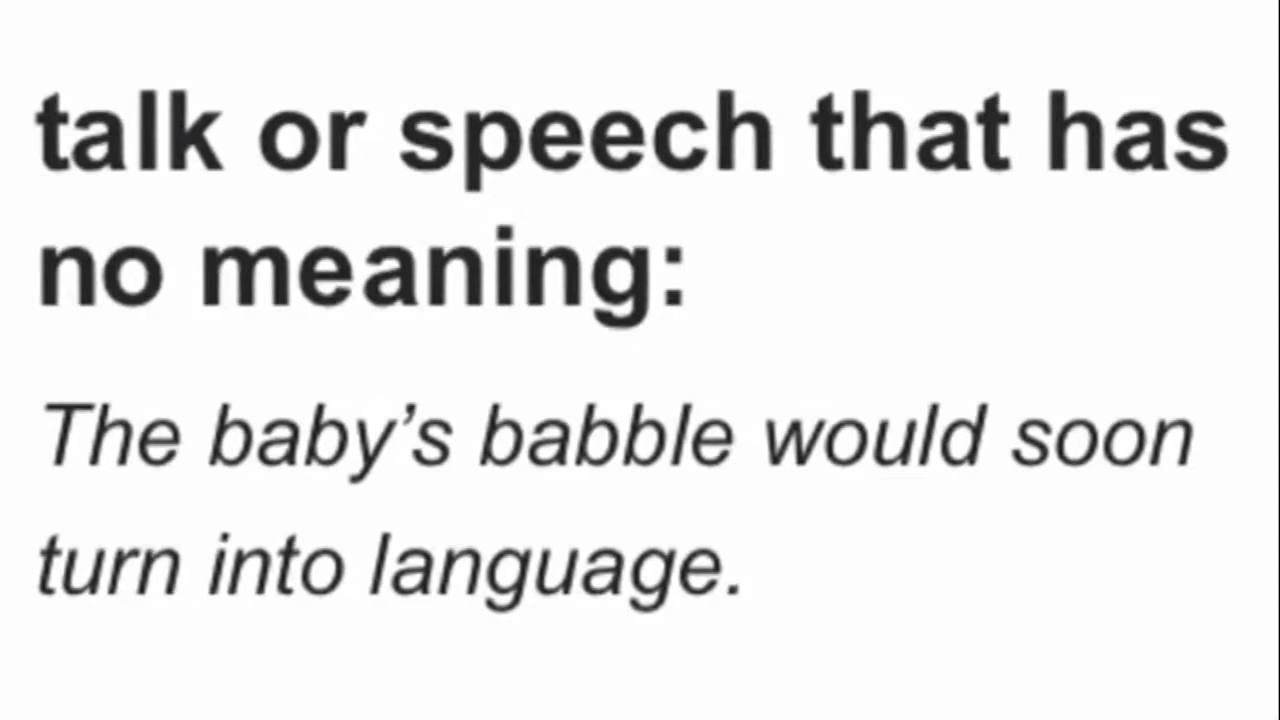 talk or speech that has
no meaning:
The baby’s babble would soon
turn into language.